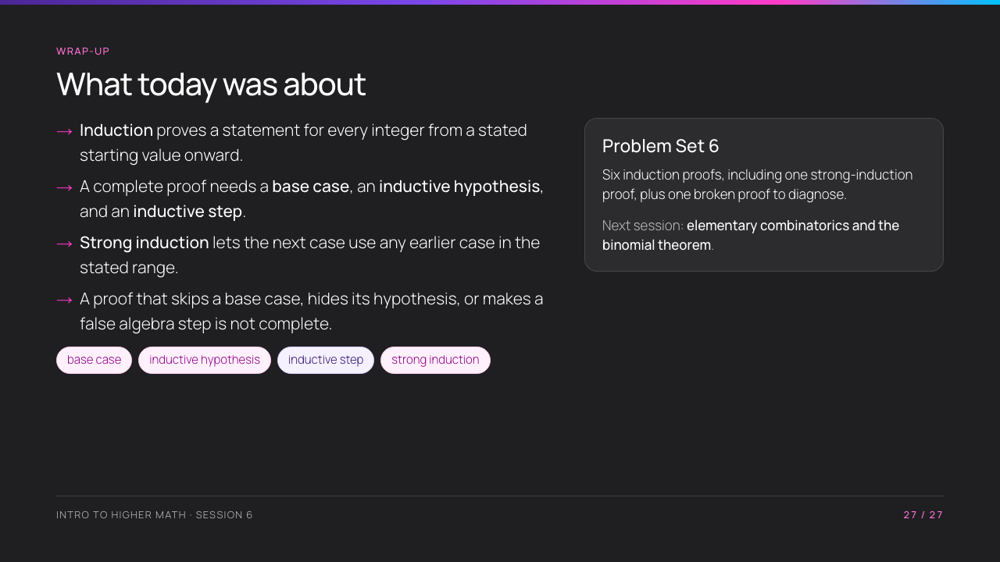 WRAP-UP
What today was about
→ Induction proves a statement for every integer from a stated
starting value onward.
→ A complete proof needs a base case, an inductive hypothesis,
and an inductive step.
→ Strong induction lets the next case use any earlier case in the
stated range.
→ A proof that skips a base case, hides its hypothesis, or makes a
false algebra step is not complete.
base case inductive hypothesis inductive step strong induction
Problem Set 6
Six induction proofs, including one strong-induction
proof, plus one broken proof to diagnose.
Next session: elementary combinatorics and the
binomial theorem.
INTRO TO HIGHER MATH · SESSION 6
27 / 27